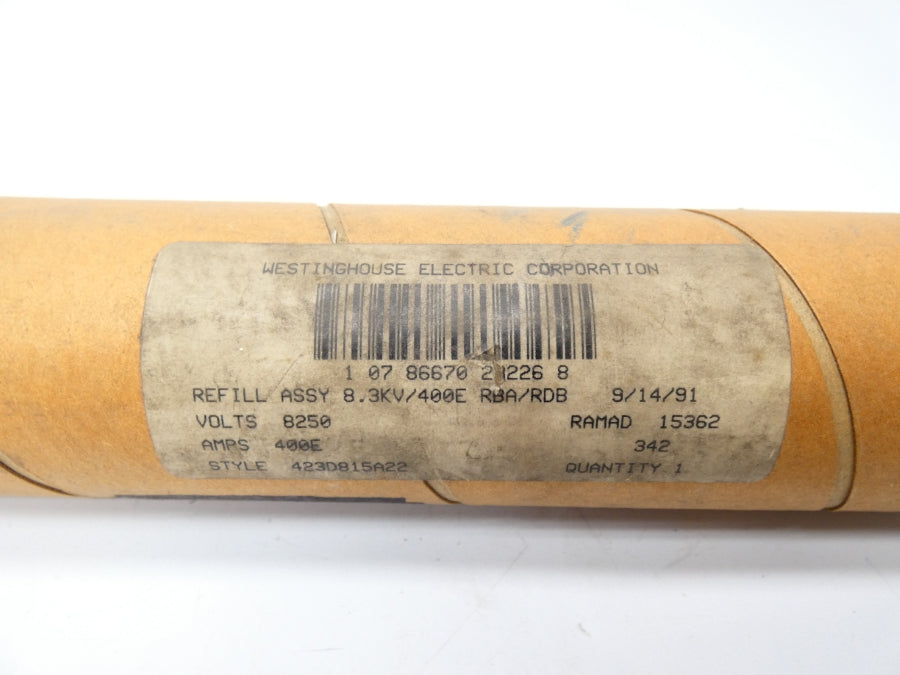 WESTINGHOUSE ELECTRIC CORPORATION
1 07 86670 226 8
REFILL ASSY 8.3KV/400E RBA/RDB 9/14/91
VOLTS 8250 RAMAD 15362
AMPS 400E 342
STYLE 423D815A22 QUANTITY 1